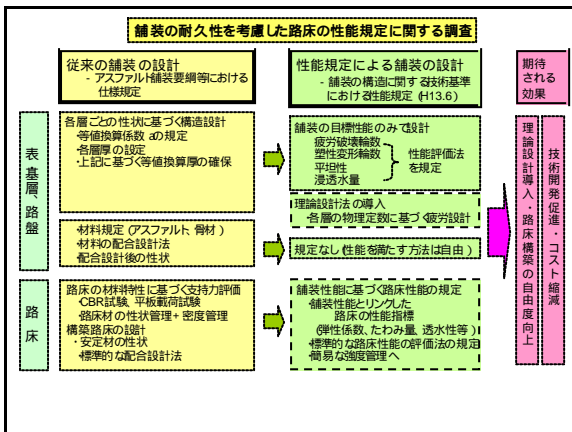 舗装の耐久性を考慮した路床の性能規定に関する調査
従来の舗装の設計
- アスファルト舗装要綱等における
仕様規定
性能規定による舗装の設計
- 舗装の構造に関する技術基準
における性能規定(H13.6)
期待
される
効果
表・基層、路盤
各層ごとの性状に基づく構造設計
・等値換算係数aの規定
・各層厚の設定
・上記に基づく等値換算厚の確保
舗装の目標性能のみで設計
疲労破壊輪数
塑性変形輪数
平坦性
浸透水量
性能評価法
を規定
理論設計法の導入
・各層の物理定数に基づく疲労設計
・材料規定(アスファルト、骨材)
・材料の配合設計法
・配合設計後の性状
規定なし(性能を満たす方法は自由)
路床
路床の材料特性に基づく支持力評価
・CBR試験、平板載荷試験
・路床材の性状管理+密度管理
構築路床の設計
・安定材の性状
・標準的な配合設計法
舗装性能に基づく路床性能の規定
・舗装性能とリンクした
路床の性能指標
(弾性係数、たわみ量、透水性等)
・標準的な路床性能の評価法の規定
・簡易な強度管理へ
理論設計導入・路床構築の自由度向上
技術開発促進・コスト縮減